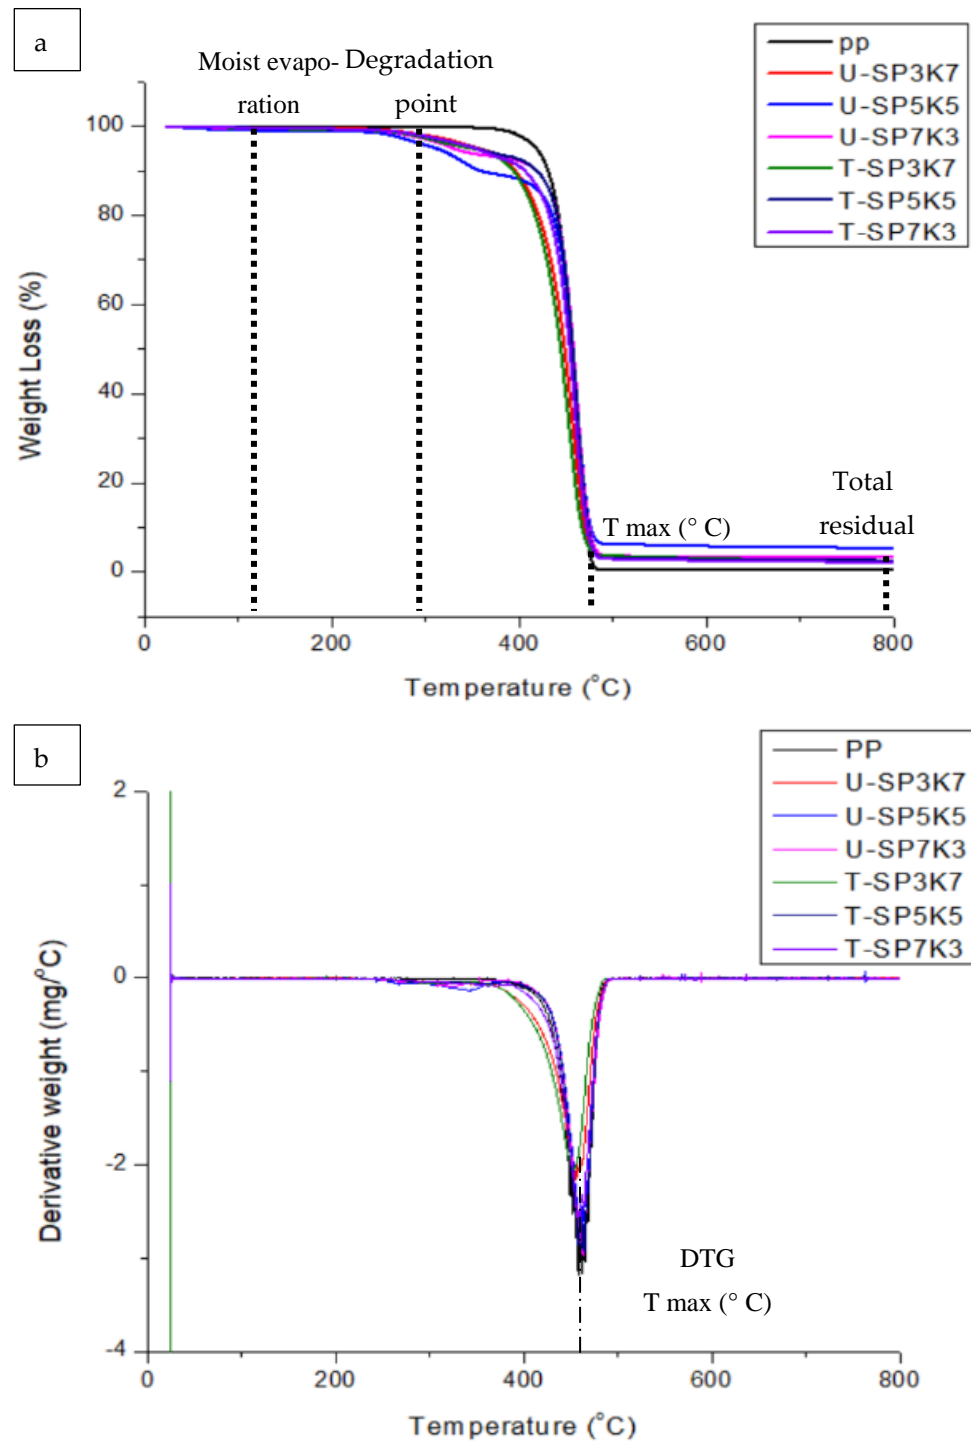 a
Moist evapo- Degradation
ration point
pp
U-SP3K7
U-SP5K5
U-SP7K3
T-SP3K7
T-SP5K5
T-SP7K3
100
80
60
40
20
0
Weight Loss (%)
Total
T max (° C) residual
0 200 400 600 800
Temperature (°C)
b
PP
U-SP3K7
U-SP5K5
U-SP7K3
T-SP3K7
T-SP5K5
T-SP7K3
2
0
-2
-4
Derivative weight (mg/°C)
DTG
T max (° C)
0 200 400 600 800
Temperature (°C)